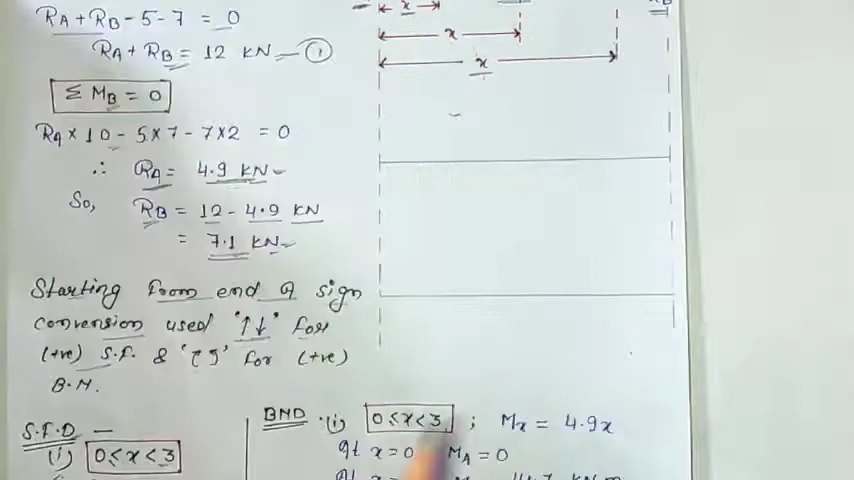 RA + RB - 5 - 7 = 0
RA + RB = 12 KN — ①
Σ MB = 0
RA × 10 - 5×7 - 7×2 = 0
∴ RA = 4.9 KN
So, RB = 12 - 4.9 KN
= 7.1 KN
Starting from end A sign
convension used '↑↓' for
(+ve) S.F. & '↻↺' for (+ve)
B.M.
S.F.D —
(i) 0≤x<3
x
x
x
BMD (i) 0≤x<3 ; Mx = 4.9x
At x=0 MA = 0